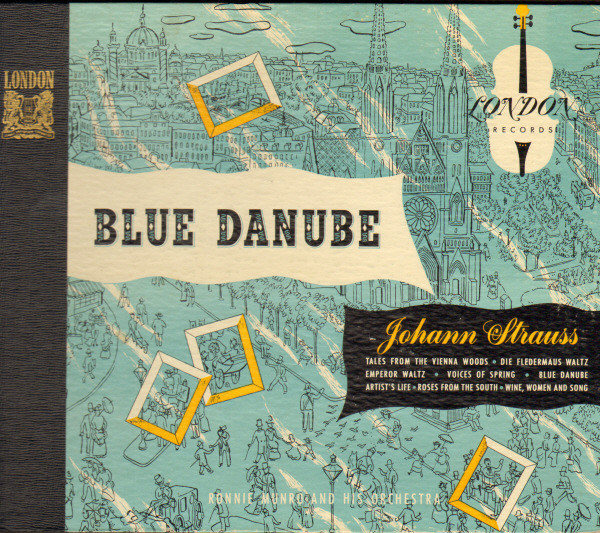 LONDON
LONDON
RECORDS
BLUE DANUBE
Johann Strauss
TALES FROM THE VIENNA WOODS • DIE FLEDERMAUS WALTZ
EMPEROR WALTZ • VOICES OF SPRING • BLUE DANUBE
ARTIST'S LIFE • ROSES FROM THE SOUTH • WINE, WOMEN AND SONG
RONNIE MUNRO AND HIS ORCHESTRA